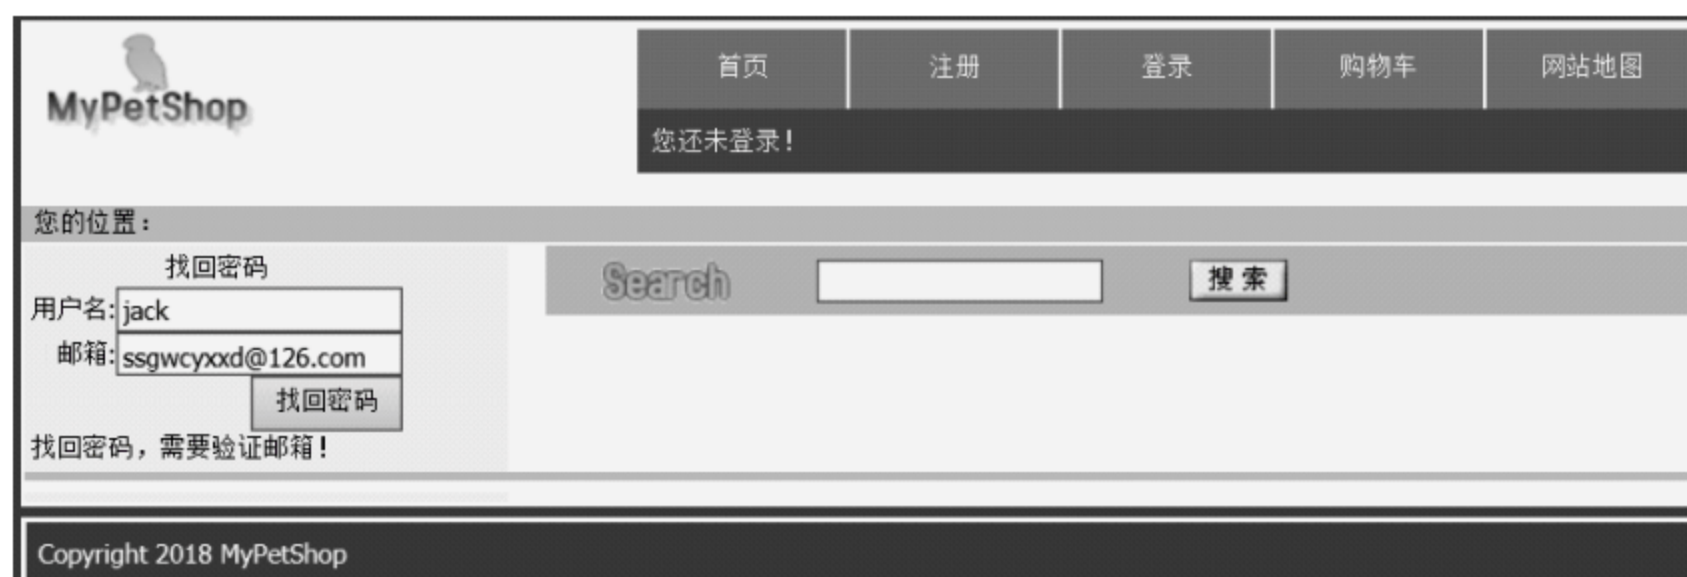 MyPetShop
首页 注册 登录 购物车 网站地图
您还未登录!
您的位置:
找回密码
用户名: jack
邮箱: ssgwcyxxd@126.com
找回密码
找回密码，需要验证邮箱!
Search 搜索
Copyright 2018 MyPetShop